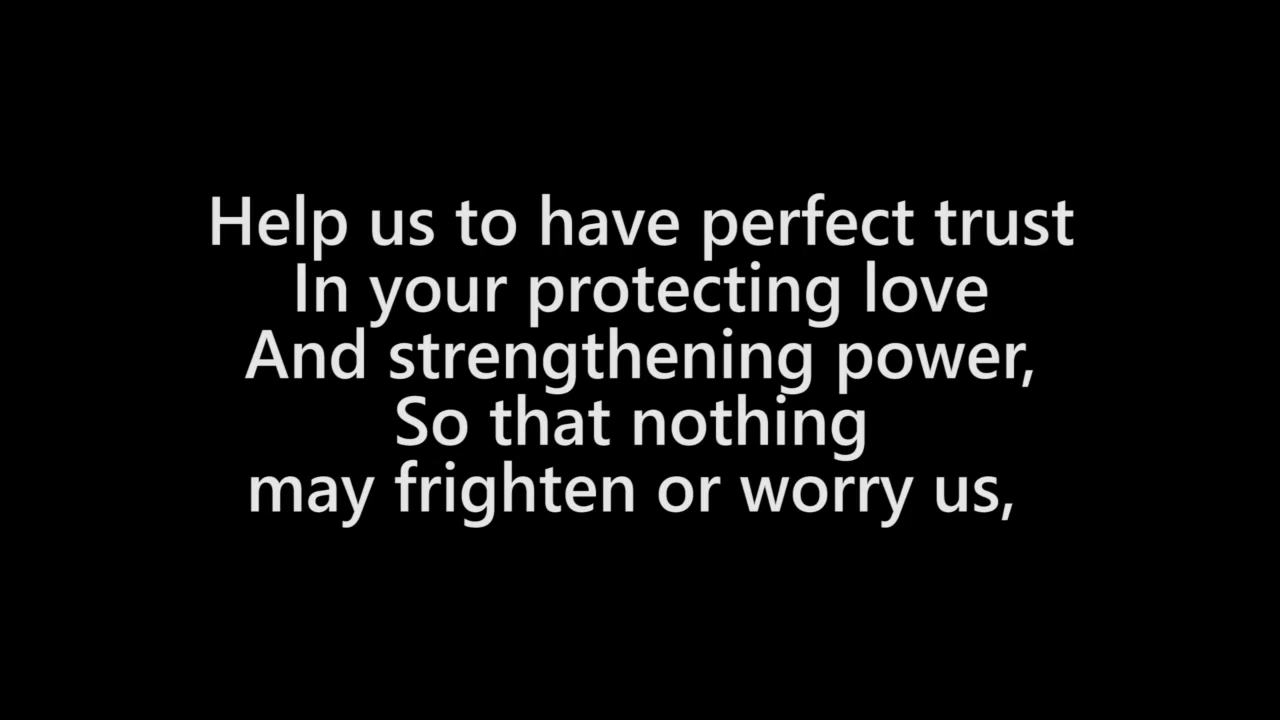 Help us to have perfect trust
In your protecting love
And strengthening power,
So that nothing
may frighten or worry us,